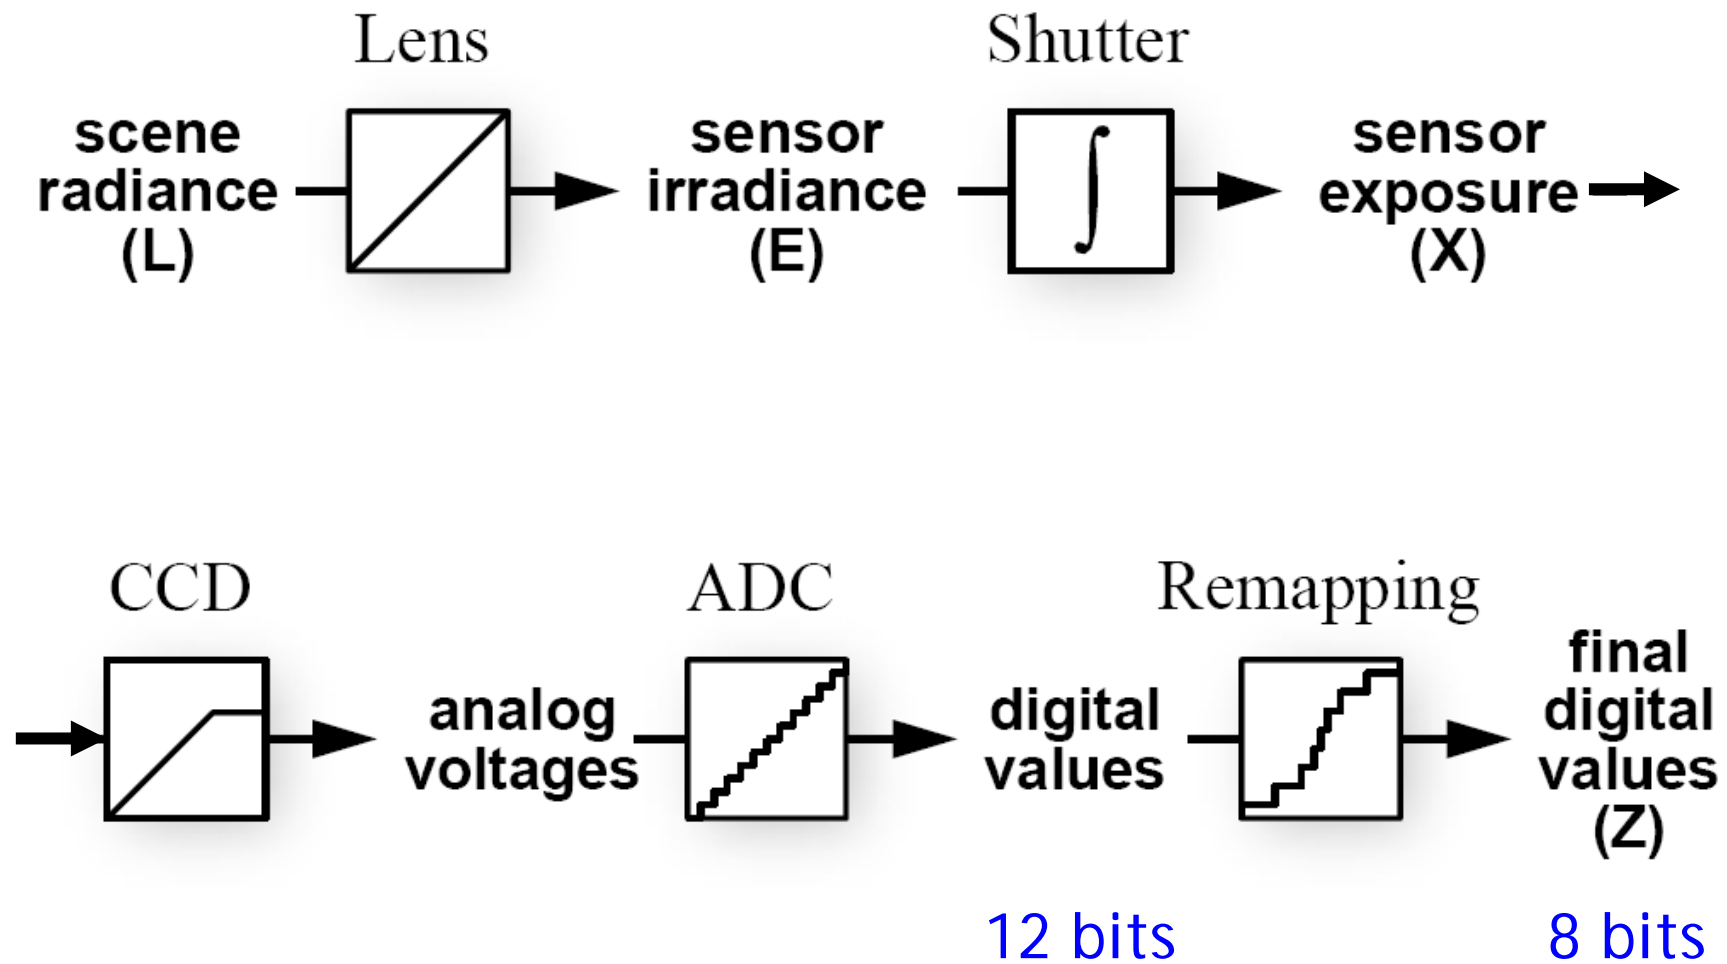 Lens
Shutter
scene
radiance
(L)
sensor
irradiance
(E)
∫
sensor
exposure
(X)
CCD
ADC
Remapping
analog
voltages
digital
values
final
digital
values
(Z)
12 bits
8 bits